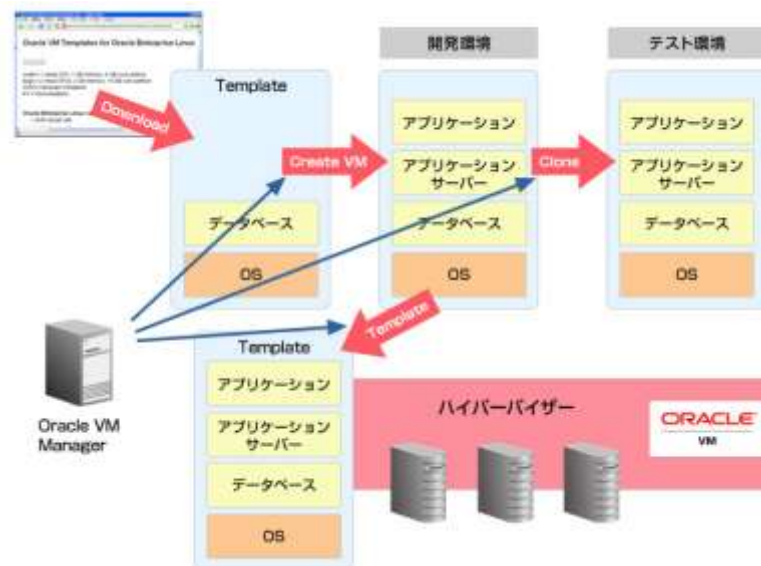 Oracle VM Templates for Oracle Enterprise Linux
Download
Template
データベース
OS
Create VM
開発環境
アプリケーション
アプリケーション
サーバー
データベース
OS
Clone
テスト環境
アプリケーション
アプリケーション
サーバー
データベース
OS
Template
Oracle VM
Manager
Template
アプリケーション
アプリケーション
サーバー
データベース
OS
ハイパーバイザー
ORACLE
VM